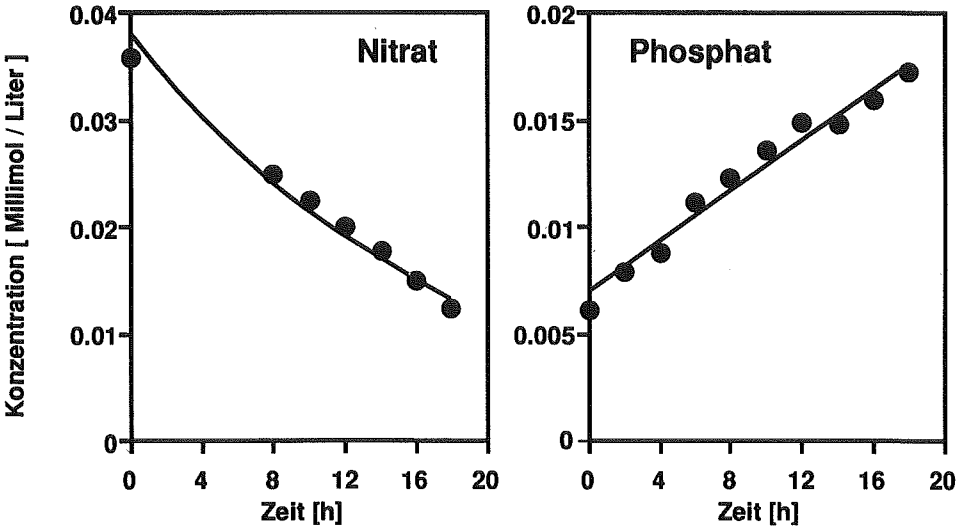 Konzentration [ Millimol / Liter ]
0.04
0.03
0.02
0.01
0
Nitrat
0 4 8 12 16 20
Zeit [h]
0.02
0.015
0.01
0.005
0
Phosphat
0 4 8 12 16 20
Zeit [h]